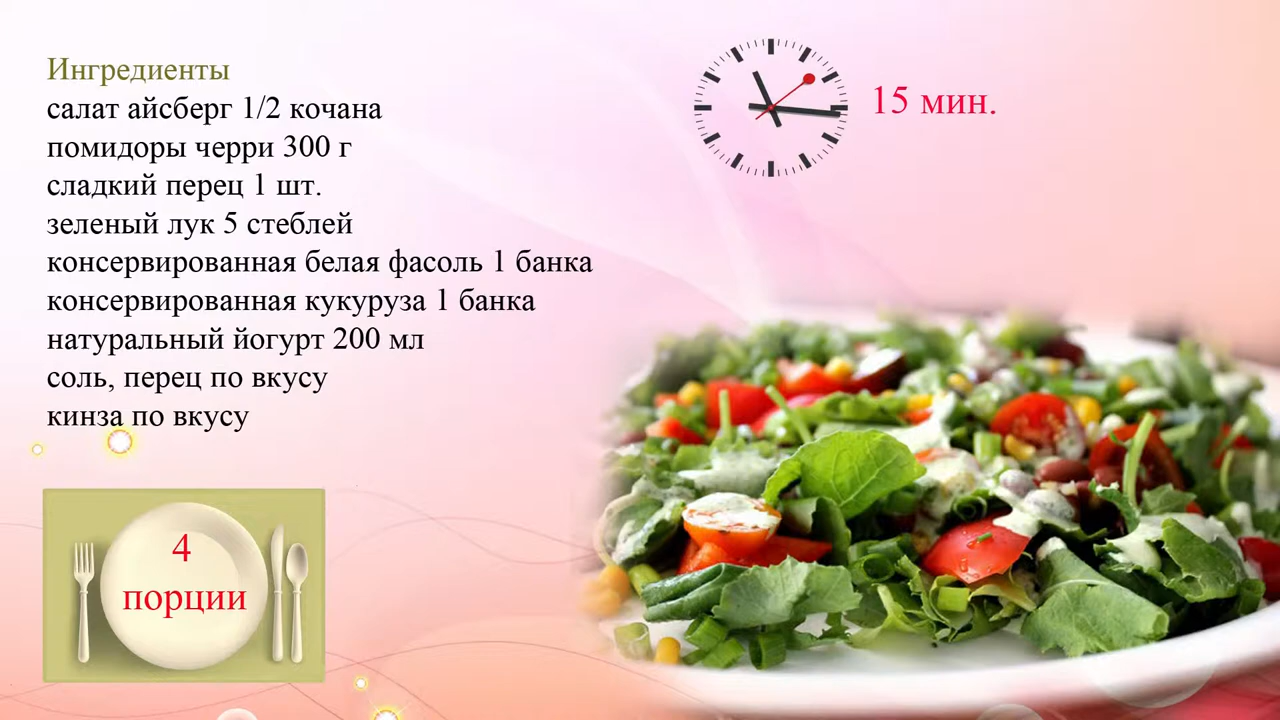 Ингредиенты
салат айсберг 1/2 кочана
помидоры черри 300 г
сладкий перец 1 шт.
зеленый лук 5 стеблей
консервированная белая фасоль 1 банка
консервированная кукуруза 1 банка
натуральный йогурт 200 мл
соль, перец по вкусу
кинза по вкусу
15 мин.
4
порции